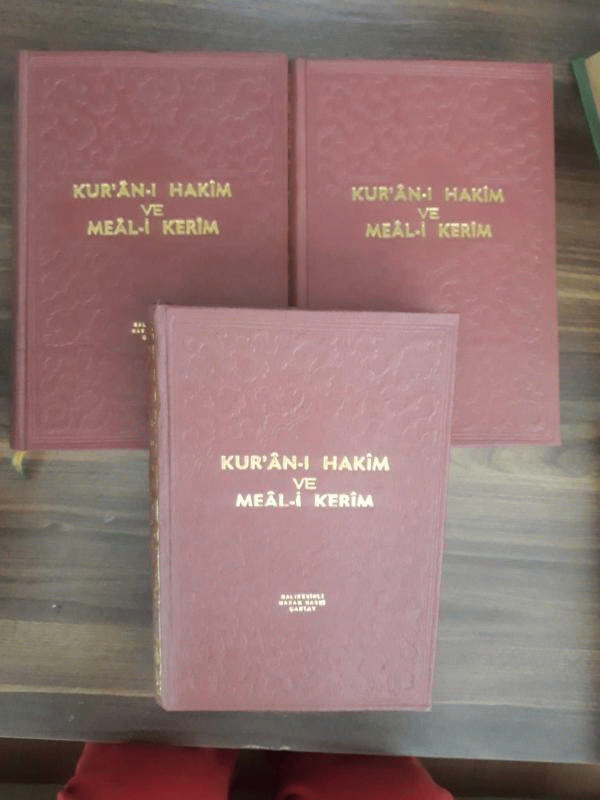 KUR'ÂN-I HAKÎM
VE
MEÂL-İ KERÎM
KUR'ÂN-I HAKÎM
VE
MEÂL-İ KERÎM
KUR'ÂN-I HAKÎM
VE
MEÂL-İ KERÎM
BALIKESİRLİ
HASAN BASRİ
ÇANTAY